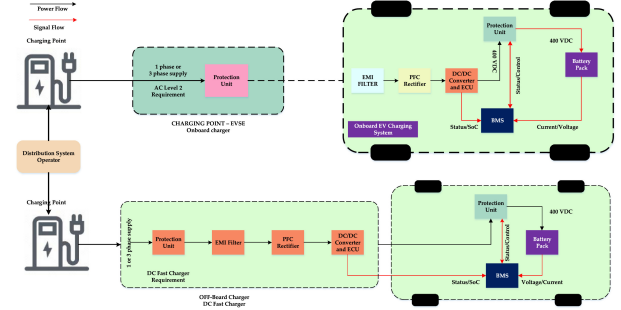 Power Flow
Signal Flow
Charging Point
1 phase or
3 phase supply
AC Level 2
Requirement
Protection
Unit
CHARGING POINT – EVSE
Onboard charger
EMI
FILTER
PFC
Rectifier
DC/DC
Converter
and ECU
400 VDC
Protection
Unit
Status/Control
400 VDC
Battery
Pack
BMS
Status/SoC
Current/Voltage
Onboard EV Charging
System
Distribution System
Operator
Charging Point
1 or 3 phase supply
Protection
Unit
EMI Filter
PFC
Rectifier
DC/DC
Converter
and ECU
DC Fast Charger
Requirement
OFF-Board Charger
DC Fast Charger
Protection
Unit
400 VDC
Status/Control
Battery
Pack
BMS
Status/SoC
Voltage/Current